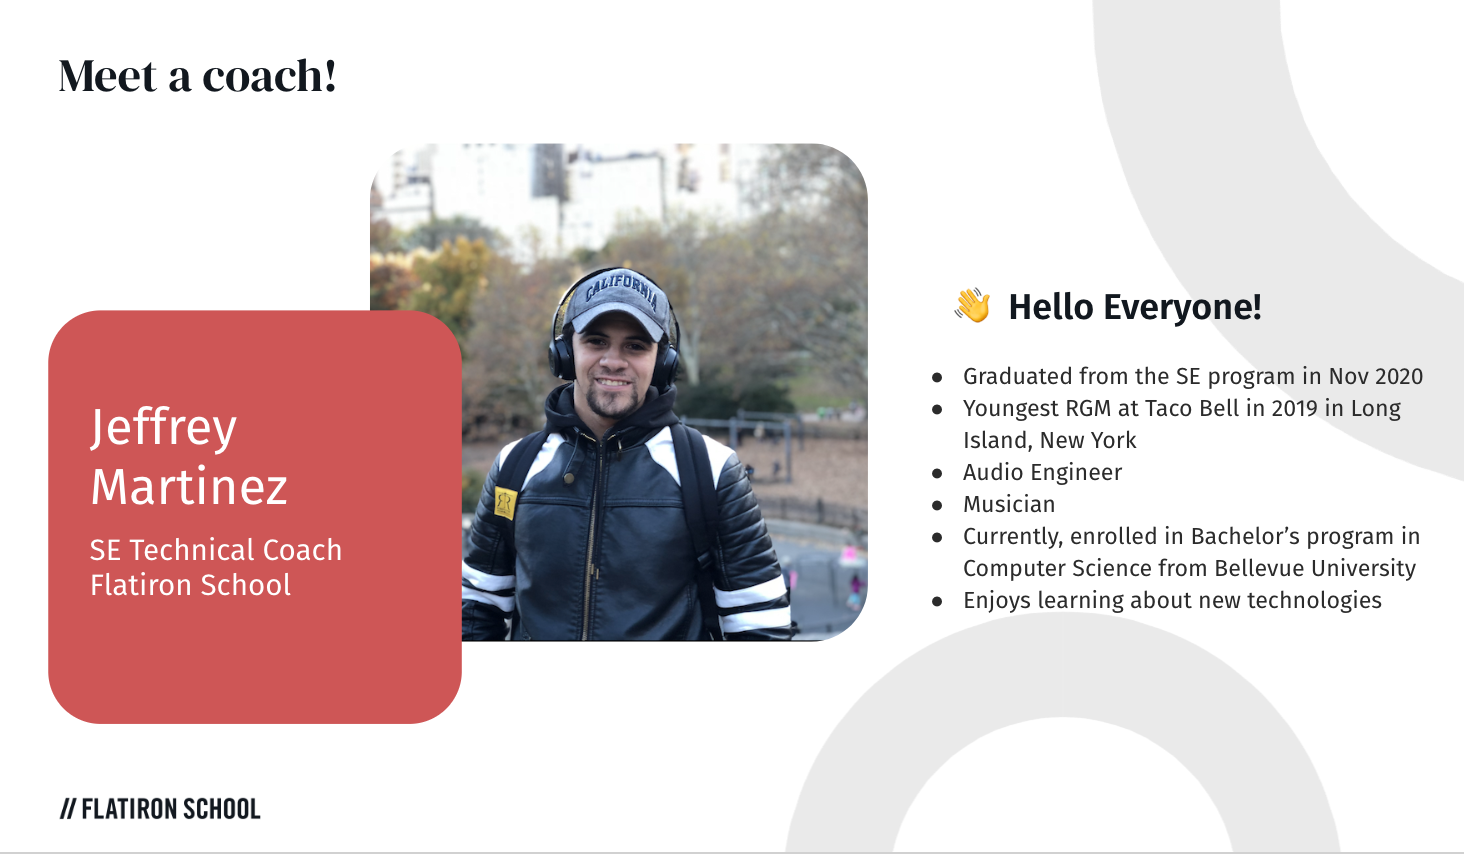 Meet a coach!
CALIFORNIA
Jeffrey
Martinez
SE Technical Coach
Flatiron School
👋 Hello Everyone!
● Graduated from the SE program in Nov 2020
● Youngest RGM at Taco Bell in 2019 in Long
Island, New York
● Audio Engineer
● Musician
● Currently, enrolled in Bachelor’s program in
Computer Science from Bellevue University
● Enjoys learning about new technologies
// FLATIRON SCHOOL